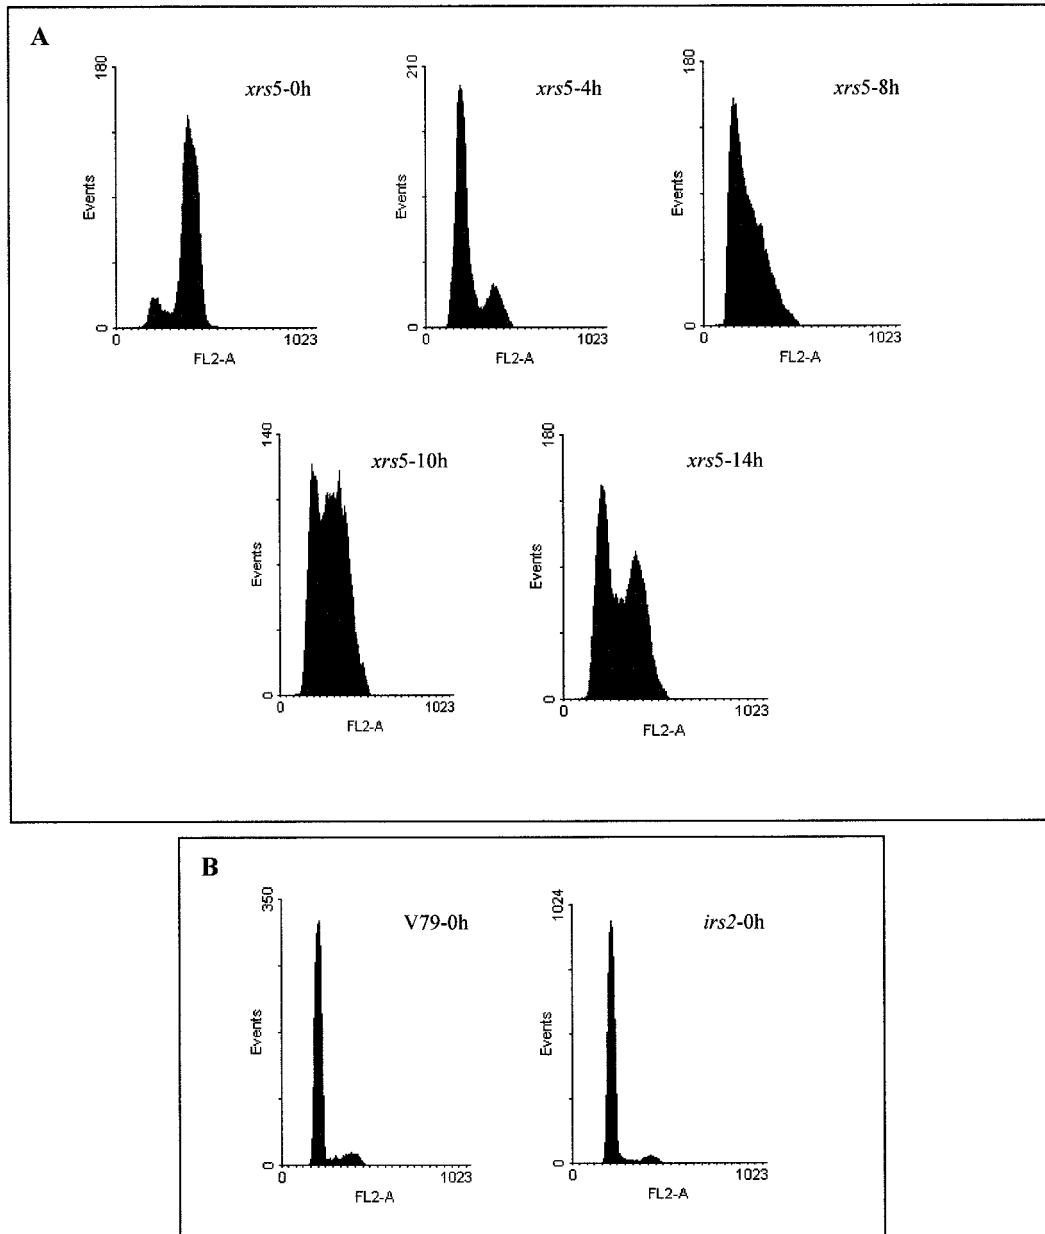 A
180
xrs5-0h
Events
0
0
1023
FL2-A
210
xrs5-4h
Events
0
0
1023
FL2-A
180
xrs5-8h
Events
0
0
1023
FL2-A
140
xrs5-10h
Events
0
0
1023
FL2-A
180
xrs5-14h
Events
0
0
1023
FL2-A
B
350
V79-0h
Events
0
0
1023
FL2-A
1024
irs2-0h
Events
0
0
1023
FL2-A